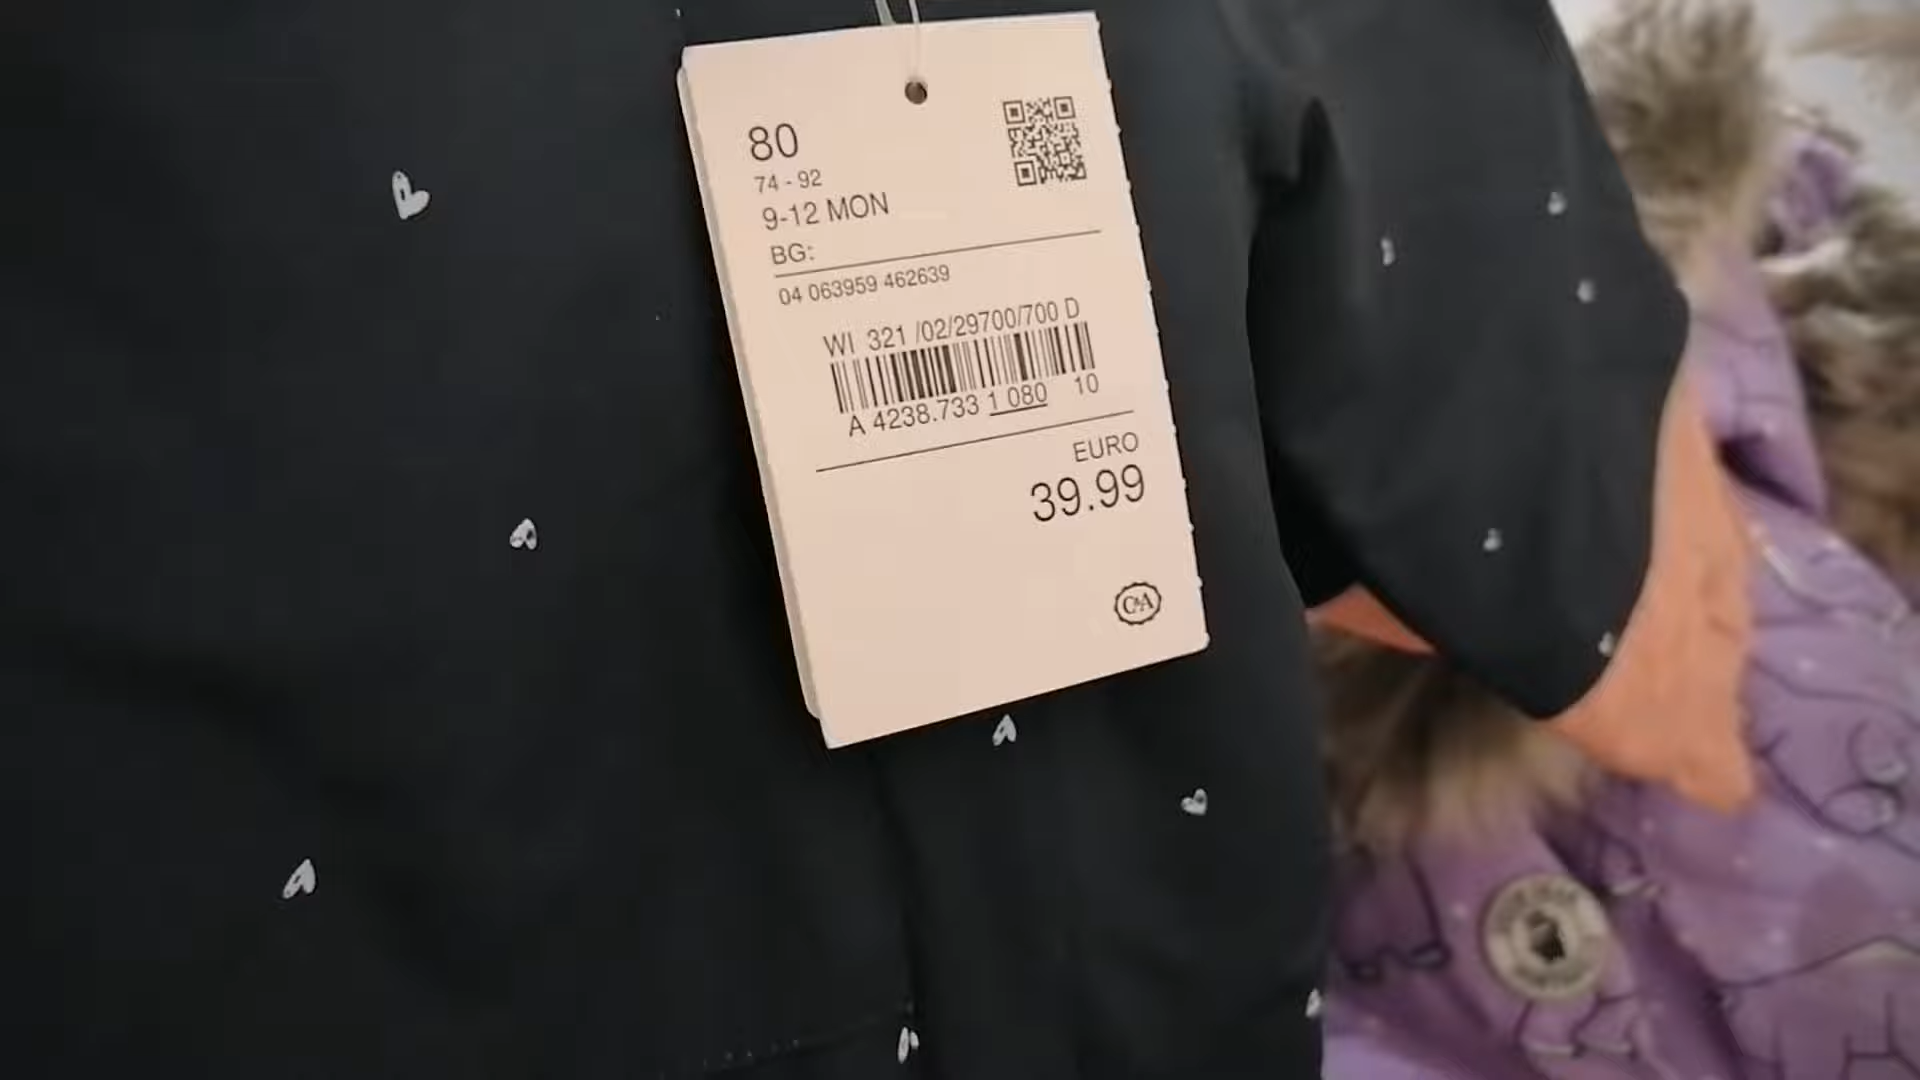 80
74 - 92
9-12 MON
BG:
04 063959 462639
WI 321 /02/29700/700 D
A 4238.733 1 080 10
EURO
39.99
C&A